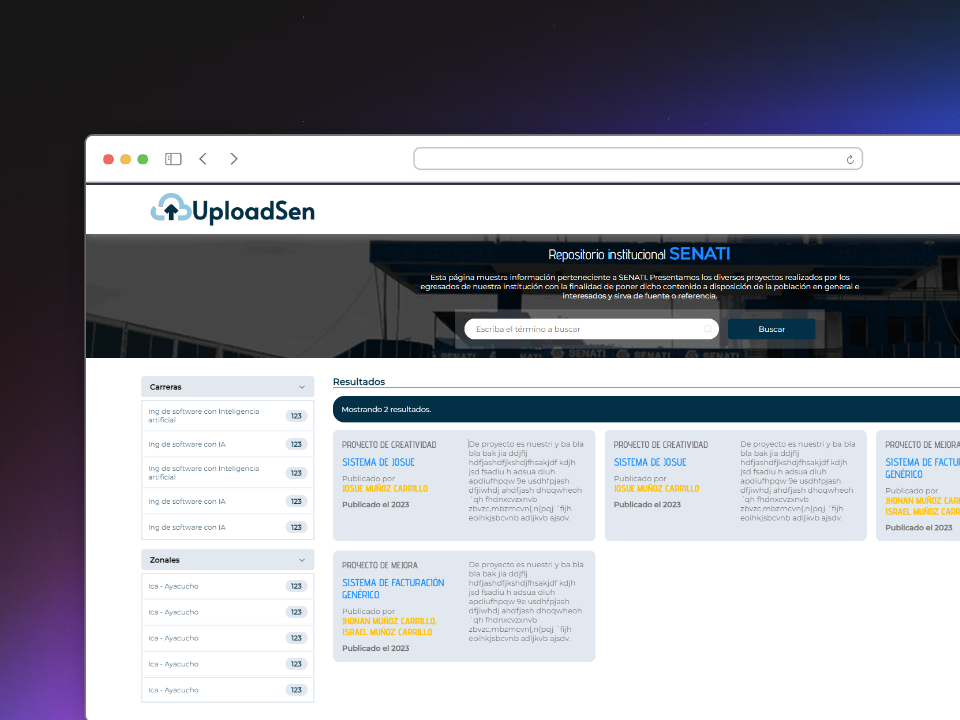 UploadSen
Repositorio institucional SENATI
Esta página muestra información perteneciente a SENATI. Presentamos los diversos proyectos realizados por los
egresados de nuestra institución con la finalidad de poner dicho contenido a disposición de la población en general e
interesados y sirva de fuente o referencia.
Escriba el término a buscar
Buscar
SENATI
SENATI
SENATI
SENATI
Carreras
Ing de software con Inteligencia
artificial
123
Ing de software con IA
123
Ing de software con Inteligencia
artificial
123
Ing de software con IA
123
Ing de software con IA
123
Zonales
Ica - Ayacucho
123
Ica - Ayacucho
123
Ica - Ayacucho
123
Ica - Ayacucho
123
Ica - Ayacucho
123
Resultados
Mostrando 2 resultados.
PROYECTO DE CREATIVIDAD
SISTEMA DE JOSUE
Publicado por
JOSUE MUÑOZ CARRILLO
Publicado el 2023
De proyecto es nuestri y ba bla
bla bak jia ddjflj
hdfjashdfjkshdjfhsakjdf kdjh
jsd fsadiu h adsua diuh
apdiufhpqw 9e usdhfpjash
dfjiwhdj ahdfjash dhoqwheoh
´qh fhdnxcvzxnvb
zbvzc,mbzmcvn{,n{pqj ´fijh
eoihkjsbcvnb adijkvb ajsdv.
PROYECTO DE CREATIVIDAD
SISTEMA DE JOSUE
Publicado por
JOSUE MUÑOZ CARRILLO
Publicado el 2023
De proyecto es nuestri y ba bla
bla bak jia ddjflj
hdfjashdfjkshdjfhsakjdf kdjh
jsd fsadiu h adsua diuh
apdiufhpqw 9e usdhfpjash
dfjiwhdj ahdfjash dhoqwheoh
´qh fhdnxcvzxnvb
zbvzc,mbzmcvn{,n{pqj ´fijh
eoihkjsbcvnb adijkvb ajsdv.
PROYECTO DE MEJORA
SISTEMA DE FACTU
GENÉRICO
Publicado por
JHONAN MUÑOZ CAR
ISRAEL MUÑOZ CARR
Publicado el 2023
PROYECTO DE MEJORA
SISTEMA DE FACTURACIÓN
GENÉRICO
Publicado por
JHONAN MUÑOZ CARRILLO,
ISRAEL MUÑOZ CARRILLO
Publicado el 2023
De proyecto es nuestri y ba bla
bla bak jia ddjflj
hdfjashdfjkshdjfhsakjdf kdjh
jsd fsadiu h adsua diuh
apdiufhpqw 9e usdhfpjash
dfjiwhdj ahdfjash dhoqwheoh
´qh fhdnxcvzxnvb
zbvzc,mbzmcvn{,n{pqj ´fijh
eoihkjsbcvnb adijkvb ajsdv.